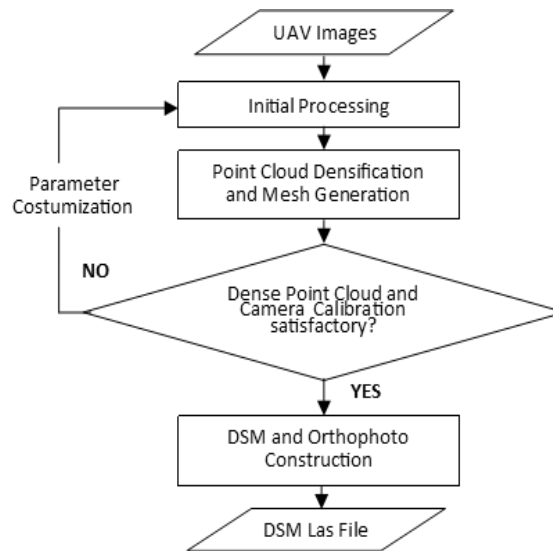 UAV Images
Initial Processing
Point Cloud Densification
and Mesh Generation
Parameter
Costumization
NO
Dense Point Cloud and
Camera Calibration
satisfactory?
YES
DSM and Orthophoto
Construction
DSM Las File